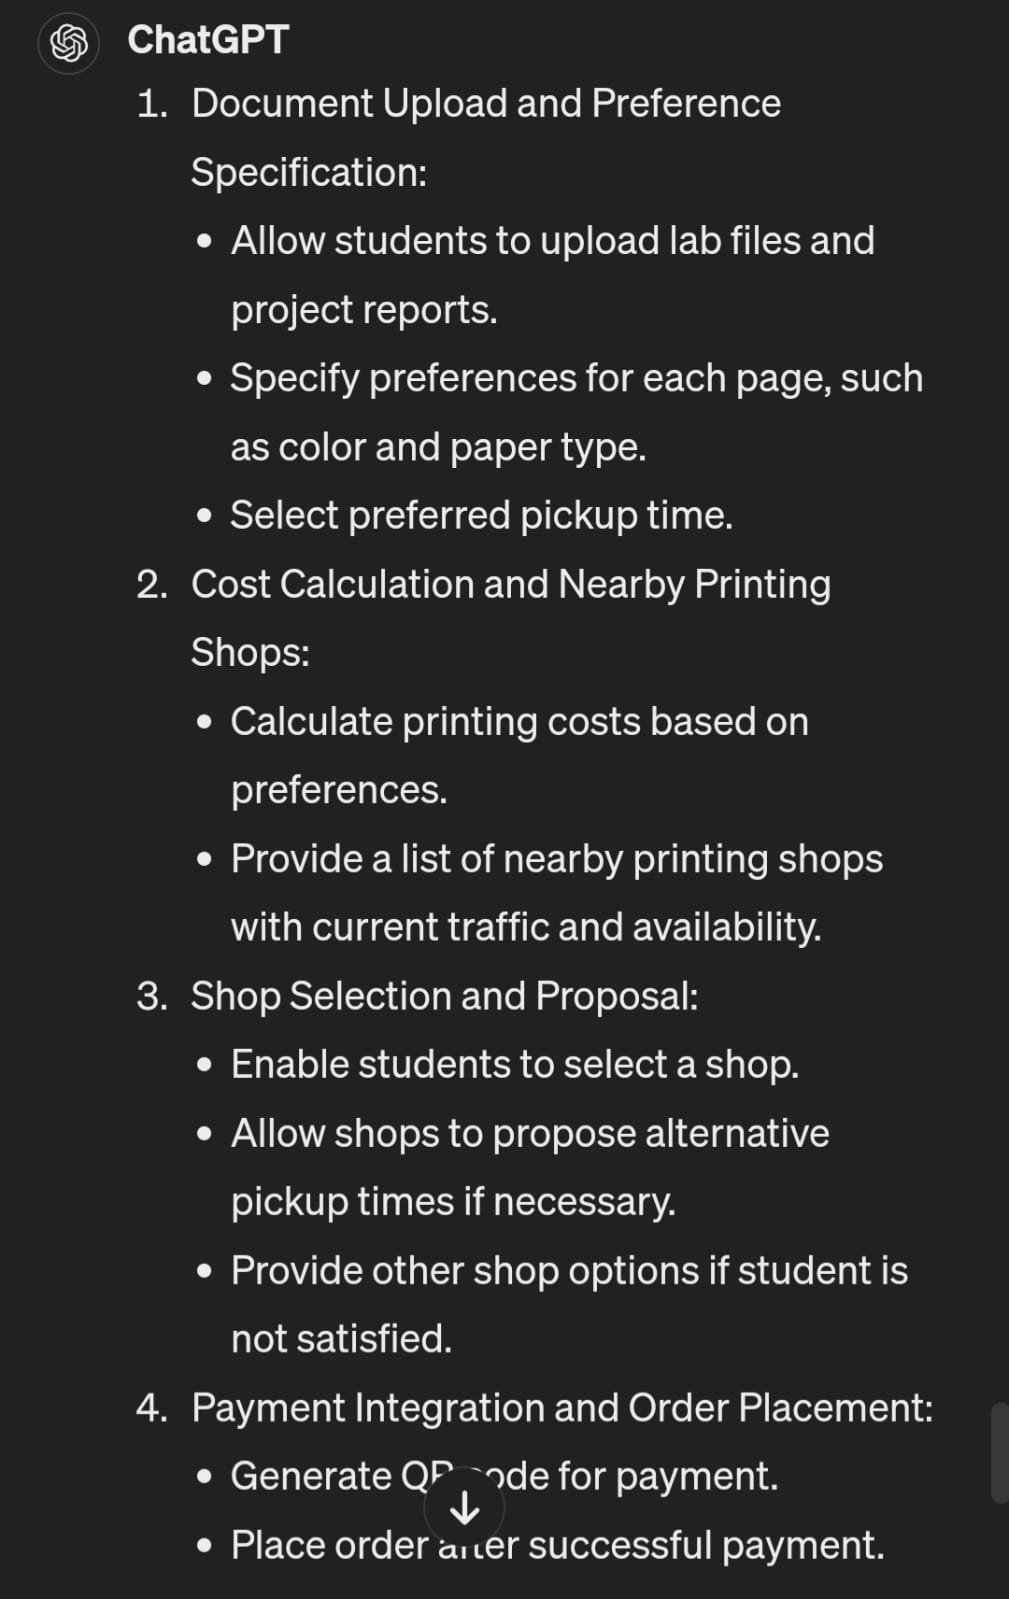 ChatGPT
1. Document Upload and Preference
Specification:
• Allow students to upload lab files and
project reports.
• Specify preferences for each page, such
as color and paper type.
• Select preferred pickup time.
2. Cost Calculation and Nearby Printing
Shops:
• Calculate printing costs based on
preferences.
• Provide a list of nearby printing shops
with current traffic and availability.
3. Shop Selection and Proposal:
• Enable students to select a shop.
• Allow shops to propose alternative
pickup times if necessary.
• Provide other shop options if student is
not satisfied.
4. Payment Integration and Order Placement:
• Generate QR code for payment.
• Place order after successful payment.